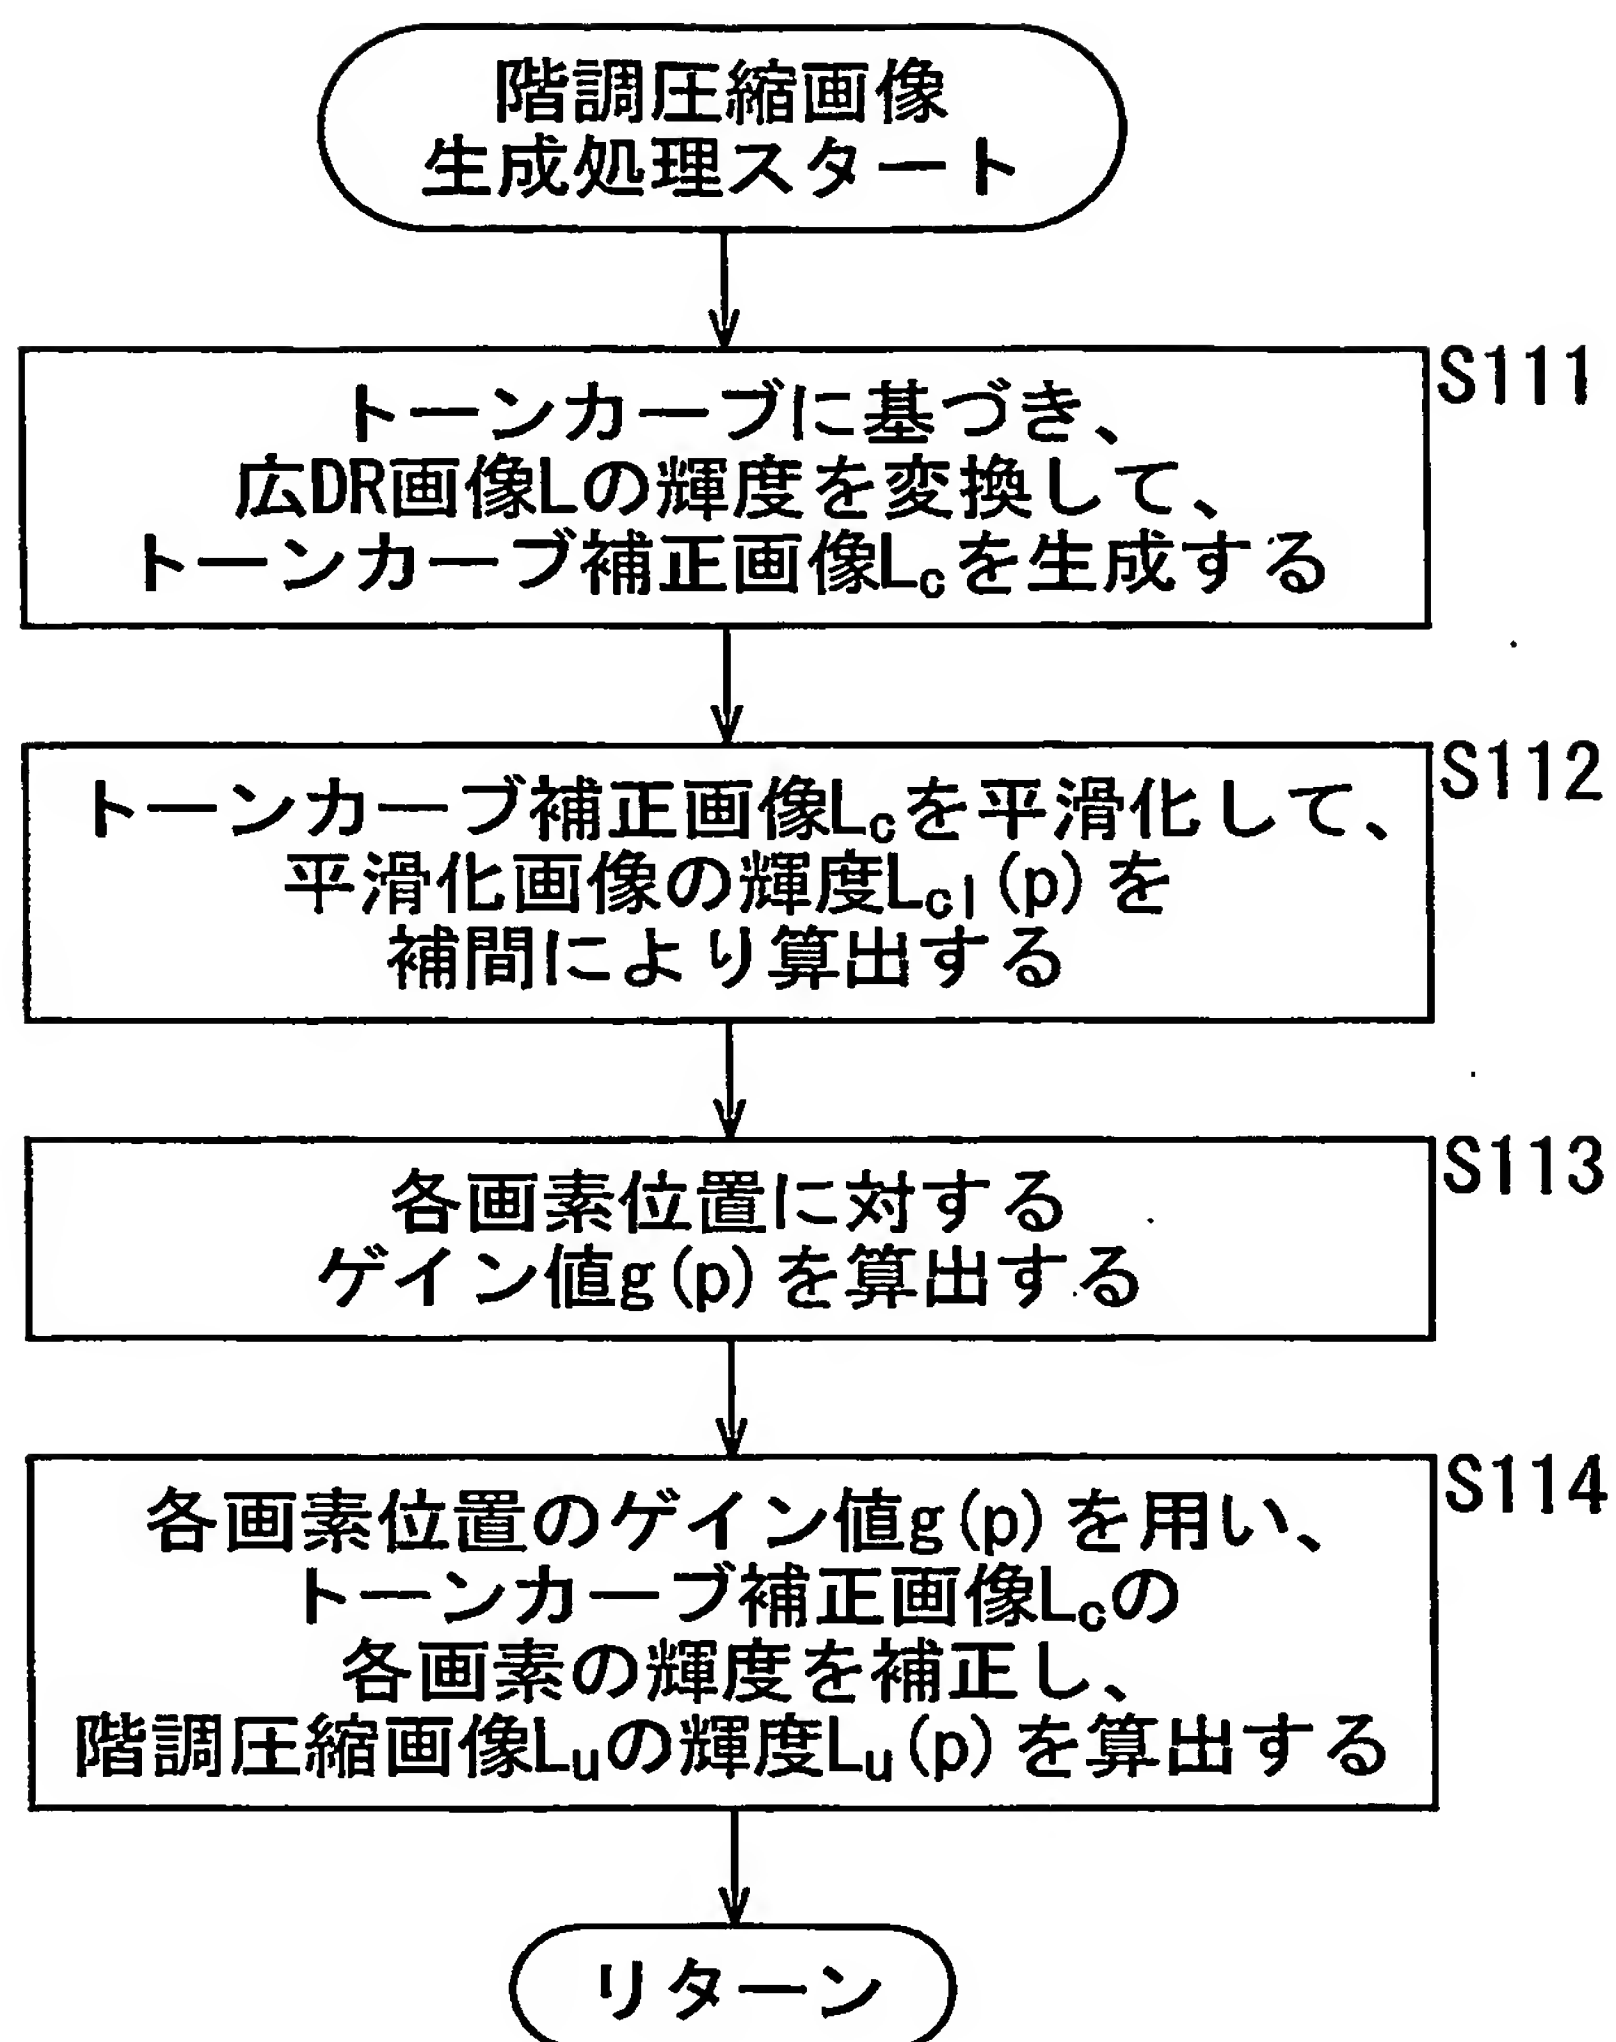 階調圧縮画像
生成処理スタート
S111
トーンカーブに基づき、
広DR画像Lの輝度を変換して、
トーンカーブ補正画像Lcを生成する
S112
トーンカーブ補正画像Lcを平滑化して、
平滑化画像の輝度Lcl(p)を
補間により算出する
S113
各画素位置に対する
ゲイン値g(p)を算出する
S114
各画素位置のゲイン値g(p)を用い、
トーンカーブ補正画像Lcの
各画素の輝度を補正し、
階調圧縮画像Luの輝度Lu(p)を算出する
リターン